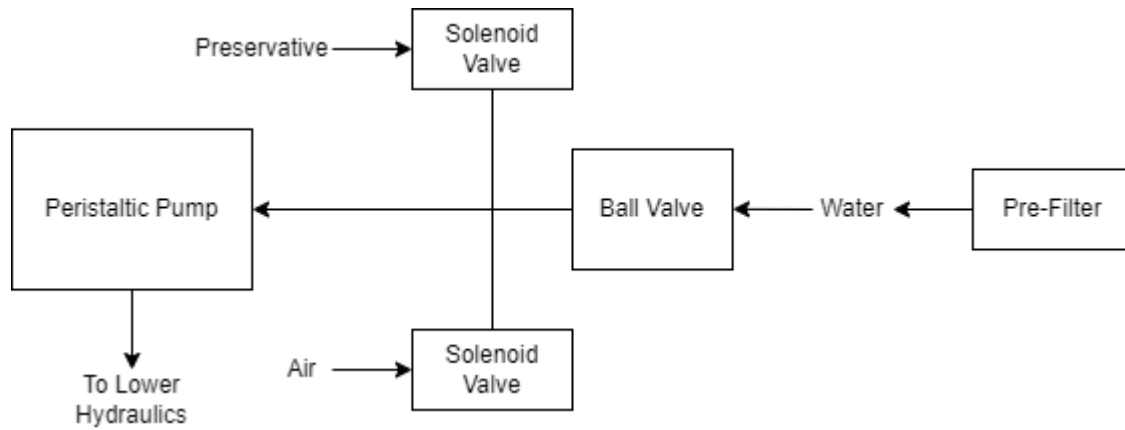 Preservative
Solenoid
Valve
Peristaltic Pump
Ball Valve
Water
Pre-Filter
Air
Solenoid
Valve
To Lower
Hydraulics